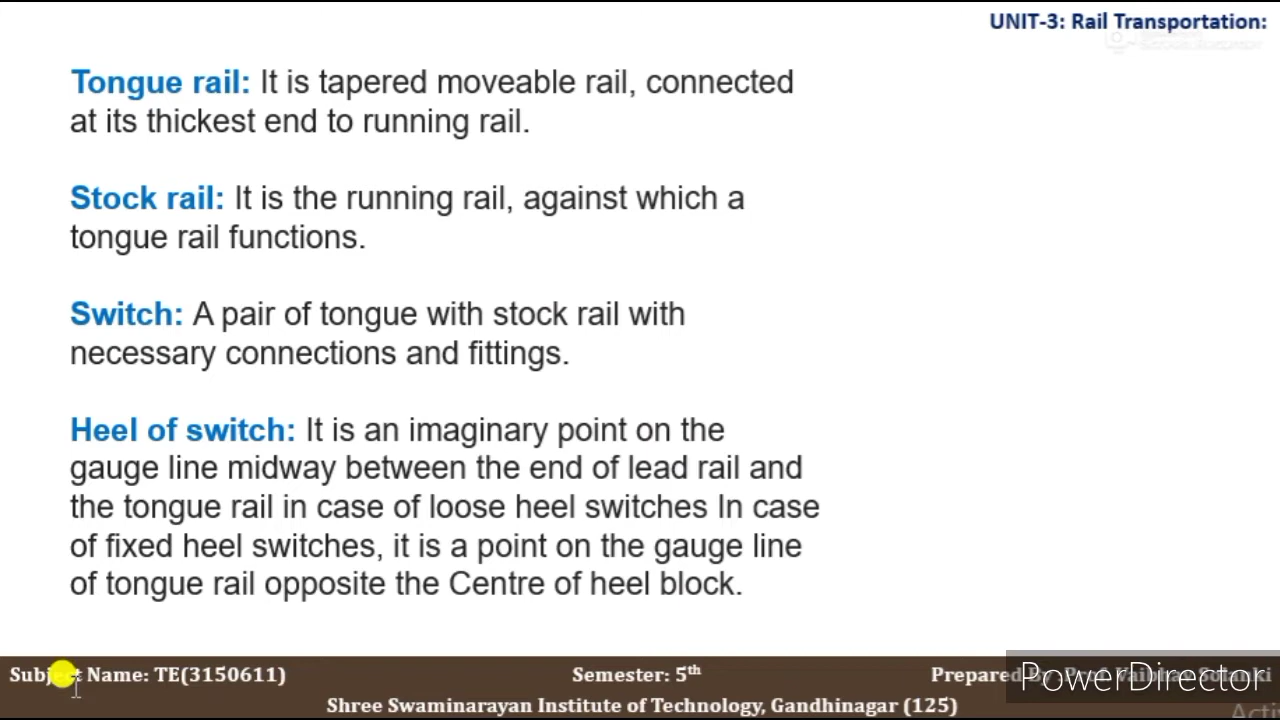 UNIT-3: Rail Transportation:
Tongue rail: It is tapered moveable rail, connected
at its thickest end to running rail.
Stock rail: It is the running rail, against which a
tongue rail functions.
Switch: A pair of tongue with stock rail with
necessary connections and fittings.
Heel of switch: It is an imaginary point on the
gauge line midway between the end of lead rail and
the tongue rail in case of loose heel switches In case
of fixed heel switches, it is a point on the gauge line
of tongue rail opposite the Centre of heel block.
Subject Name: TE(3150611) Semester: 5th Prepared By: Prof. Vaibhav Solanki
PowerDirector
Shree Swaminarayan Institute of Technology, Gandhinagar (125)